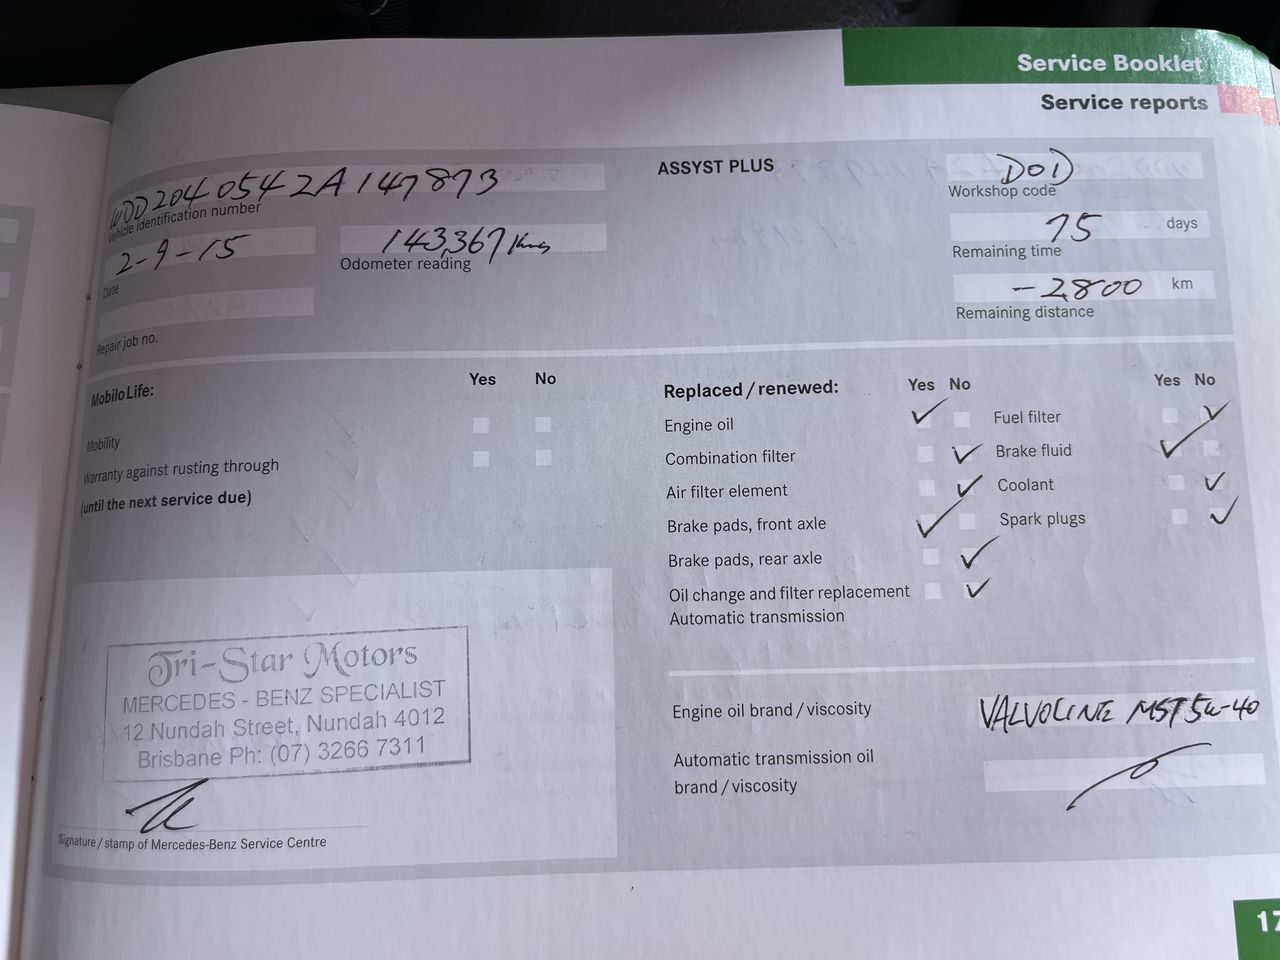 Service Booklet
Service reports
WDD2040542A147873
Vehicle identification number
2-9-15
Date
143,367 kms
Odometer reading
Repair job no.
ASSYST PLUS
DOD
Workshop code
75 days
Remaining time
-2800 km
Remaining distance
Mobilo Life:
Yes No
Mobility
Warranty against rusting through
(until the next service due)
Replaced / renewed:
Yes No
Engine oil
Combination filter
Air filter element
Brake pads, front axle
Brake pads, rear axle
Oil change and filter replacement
Automatic transmission
Yes No
Fuel filter
Brake fluid
Coolant
Spark plugs
Tri-Star Motors
MERCEDES - BENZ SPECIALIST
12 Nundah Street, Nundah 4012
Brisbane Ph: (07) 3266 7311
Signature / stamp of Mercedes-Benz Service Centre
Engine oil brand / viscosity
VALVOLINE MST 5w-40
Automatic transmission oil
brand / viscosity
17